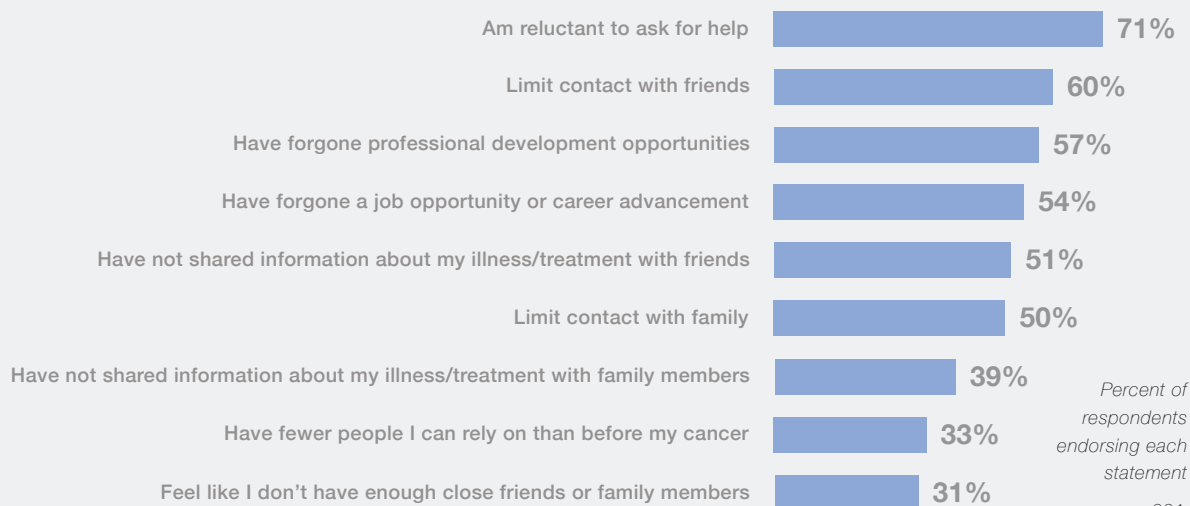 Am reluctant to ask for help 71%
Limit contact with friends 60%
Have forgone professional development opportunities 57%
Have forgone a job opportunity or career advancement 54%
Have not shared information about my illness/treatment with friends 51%
Limit contact with family 50%
Have not shared information about my illness/treatment with family members 39%
Have fewer people I can rely on than before my cancer 33%
Feel like I don't have enough close friends or family members 31%
Percent of
respondents
endorsing each
statement